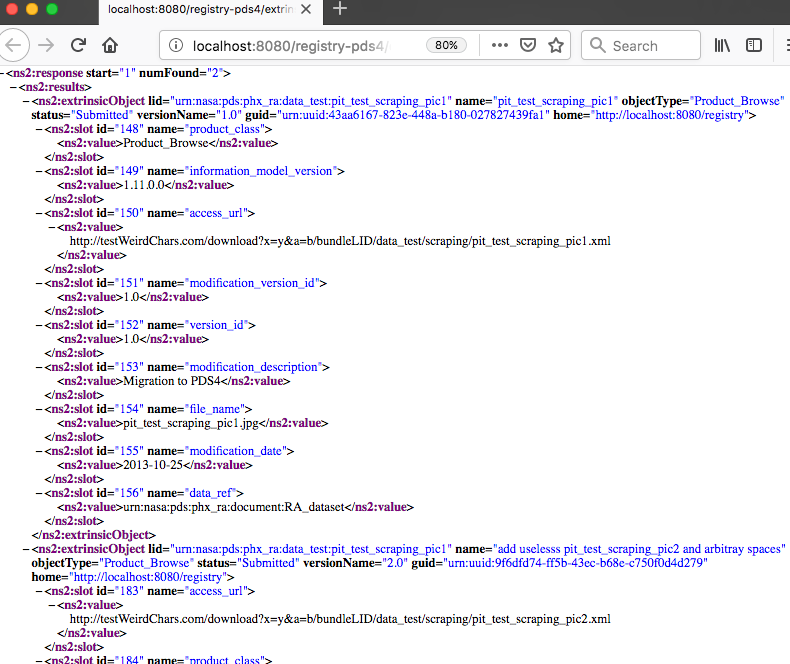 localhost:8080/registry-pds4/extrin
localhost:8080/registry-pds4/
80%
Search
<ns2:response start="1" numFound="2">
<ns2:results>
<ns2:extrinsicObject lid="urn:nasa:pds:phx_ra:data_test:pit_test_scraping_pic1" name="pit_test_scraping_pic1" objectType="Product_Browse"
status="Submitted" versionName="1.0" guid="urn:uuid:43aa6167-823e-448a-b180-027827439fa1" home="http://localhost:8080/registry">
<ns2:slot id="148" name="product_class">
<ns2:value>Product_Browse</ns2:value>
</ns2:slot>
<ns2:slot id="149" name="information_model_version">
<ns2:value>1.11.0.0</ns2:value>
</ns2:slot>
<ns2:slot id="150" name="access_url">
<ns2:value>
http://testWeirdChars.com/download?x=y&a=b/bundleLID/data_test/scraping/pit_test_scraping_pic1.xml
</ns2:value>
</ns2:slot>
<ns2:slot id="151" name="modification_version_id">
<ns2:value>1.0</ns2:value>
</ns2:slot>
<ns2:slot id="152" name="version_id">
<ns2:value>1.0</ns2:value>
</ns2:slot>
<ns2:slot id="153" name="modification_description">
<ns2:value>Migration to PDS4</ns2:value>
</ns2:slot>
<ns2:slot id="154" name="file_name">
<ns2:value>pit_test_scraping_pic1.jpg</ns2:value>
</ns2:slot>
<ns2:slot id="155" name="modification_date">
<ns2:value>2013-10-25</ns2:value>
</ns2:slot>
<ns2:slot id="156" name="data_ref">
<ns2:value>urn:nasa:pds:phx_ra:document:RA_dataset</ns2:value>
</ns2:slot>
</ns2:extrinsicObject>
<ns2:extrinsicObject lid="urn:nasa:pds:phx_ra:data_test:pit_test_scraping_pic1" name="add uselesss pit_test_scraping_pic2 and arbitray spaces"
objectType="Product_Browse" status="Submitted" versionName="2.0" guid="urn:uuid:9f6dfd74-ff5b-43ec-b68e-c750f0d4d279"
home="http://localhost:8080/registry">
<ns2:slot id="183" name="access_url">
<ns2:value>
http://testWeirdChars.com/download?x=y&a=b/bundleLID/data_test/scraping/pit_test_scraping_pic2.xml
</ns2:value>
</ns2:slot>
<ns2:slot id="184" name="product_class">